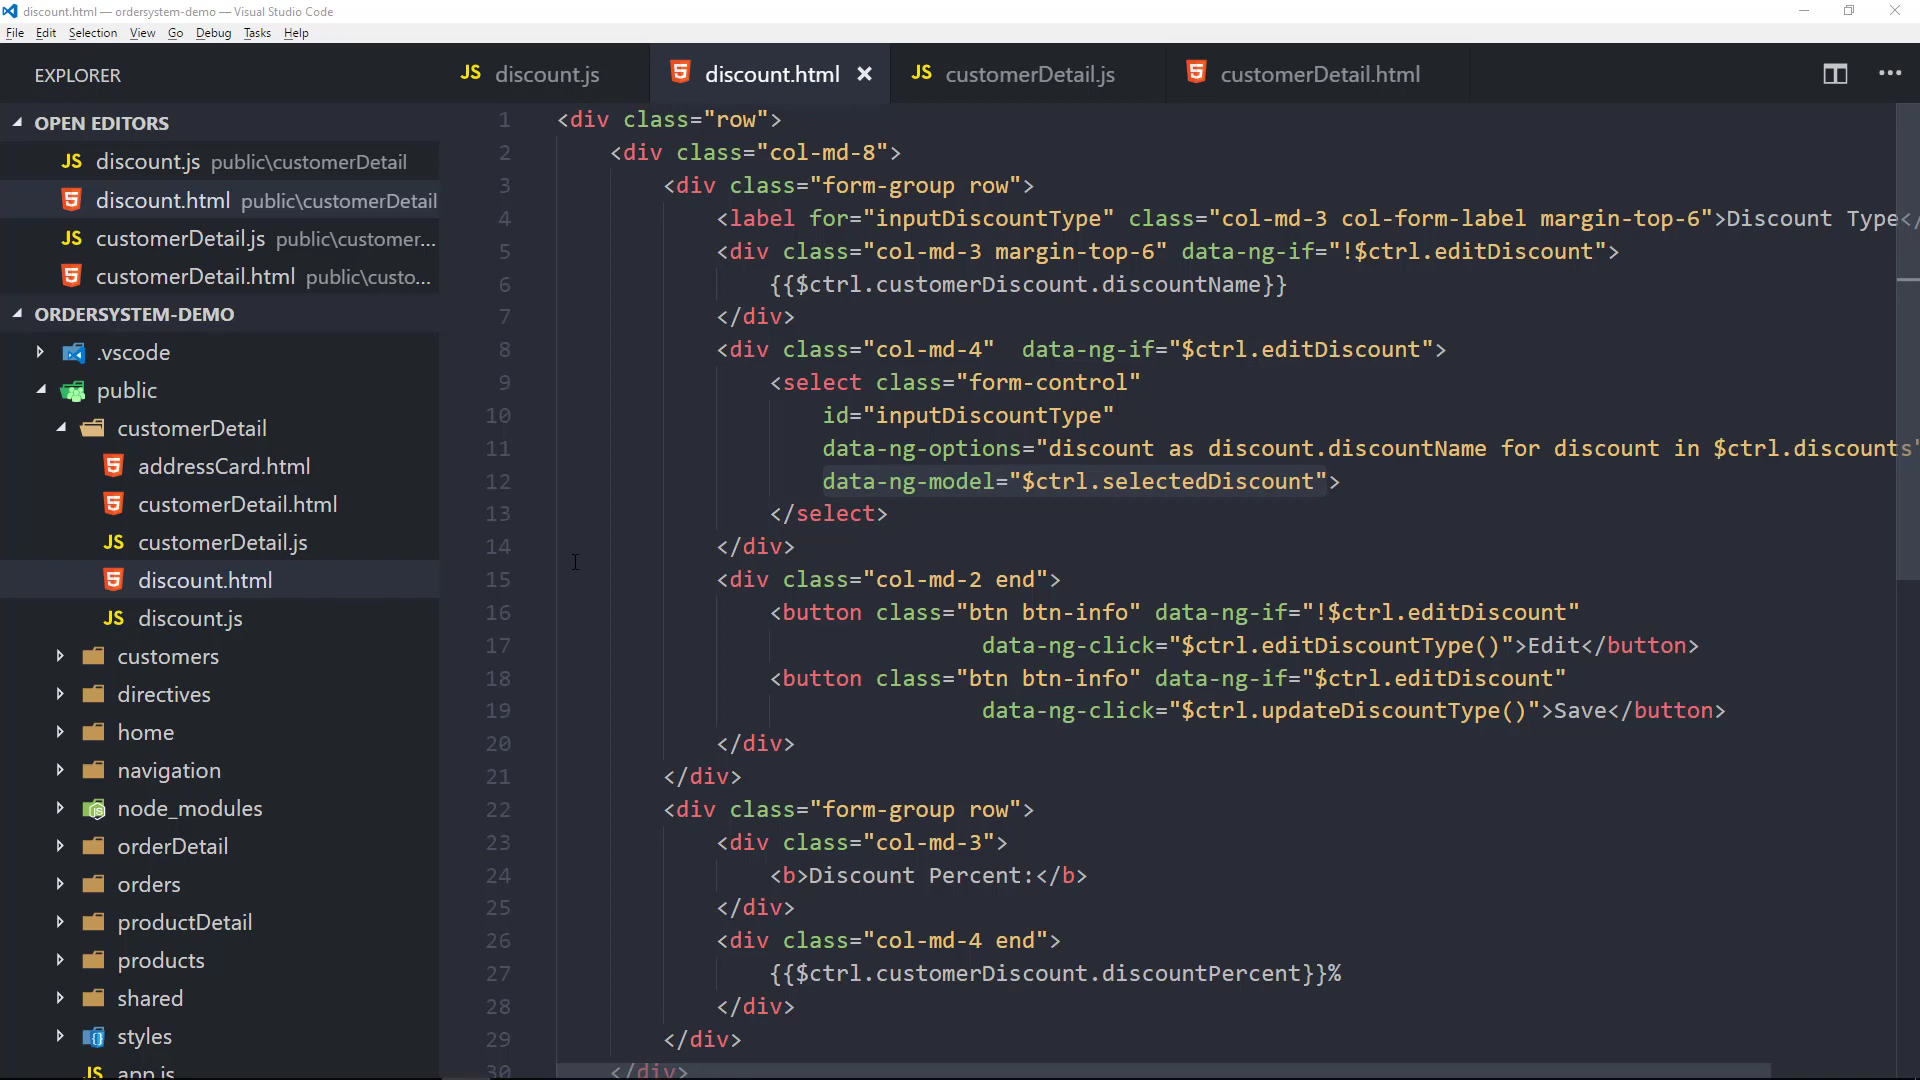 discount.html — ordersystem-demo — Visual Studio Code
File Edit Selection View Go Debug Tasks Help
EXPLORER
JS discount.js
discount.html
JS customerDetail.js
customerDetail.html
OPEN EDITORS
JS discount.js public\customerDetail
discount.html public\customerDetail
JS customerDetail.js public\customer...
customerDetail.html public\custo...
ORDERSYSTEM-DEMO
.vscode
public
customerDetail
addressCard.html
customerDetail.html
JS customerDetail.js
discount.html
JS discount.js
customers
directives
home
navigation
node_modules
orderDetail
orders
productDetail
products
shared
styles
JS app.js
1 <div class="row">
2 <div class="col-md-8">
3 <div class="form-group row">
4 <label for="inputDiscountType" class="col-md-3 col-form-label margin-top-6">Discount Type</
5 <div class="col-md-3 margin-top-6" data-ng-if="!$ctrl.editDiscount">
6 {{$ctrl.customerDiscount.discountName}}
7 </div>
8 <div class="col-md-4"  data-ng-if="$ctrl.editDiscount">
9 <select class="form-control"
10 id="inputDiscountType"
11 data-ng-options="discount as discount.discountName for discount in $ctrl.discounts"
12 data-ng-model="$ctrl.selectedDiscount">
13 </select>
14 </div>
15 <div class="col-md-2 end">
16 <button class="btn btn-info" data-ng-if="!$ctrl.editDiscount"
17 data-ng-click="$ctrl.editDiscountType()">Edit</button>
18 <button class="btn btn-info" data-ng-if="$ctrl.editDiscount"
19 data-ng-click="$ctrl.updateDiscountType()">Save</button>
20 </div>
21 </div>
22 <div class="form-group row">
23 <div class="col-md-3">
24 <b>Discount Percent:</b>
25 </div>
26 <div class="col-md-4 end">
27 {{$ctrl.customerDiscount.discountPercent}}%
28 </div>
29 </div>
30 </div>